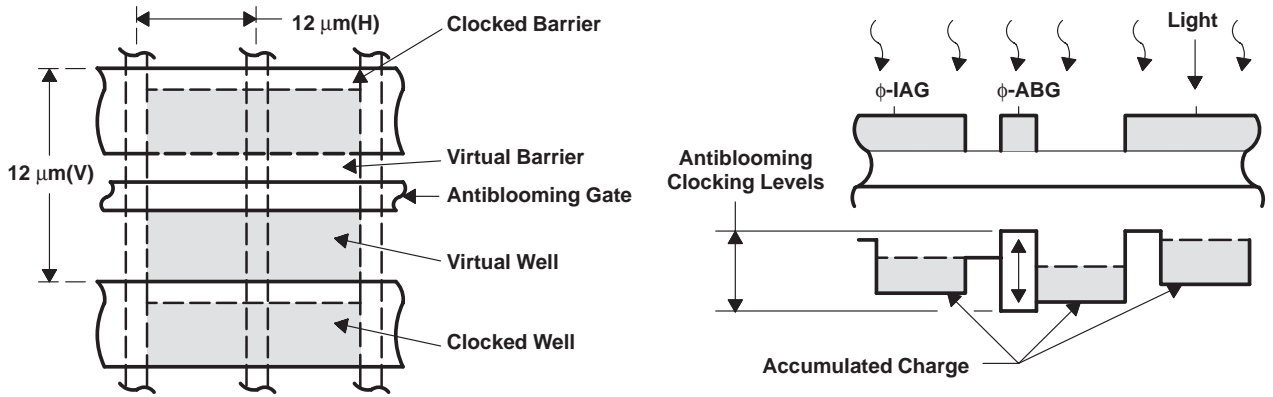 12 μm(H)
Clocked Barrier
12 μm(V)
Virtual Barrier
Antiblooming Gate
Virtual Well
Clocked Well
Light
ϕ-IAG
ϕ-ABG
Antiblooming
Clocking Levels
Accumulated Charge